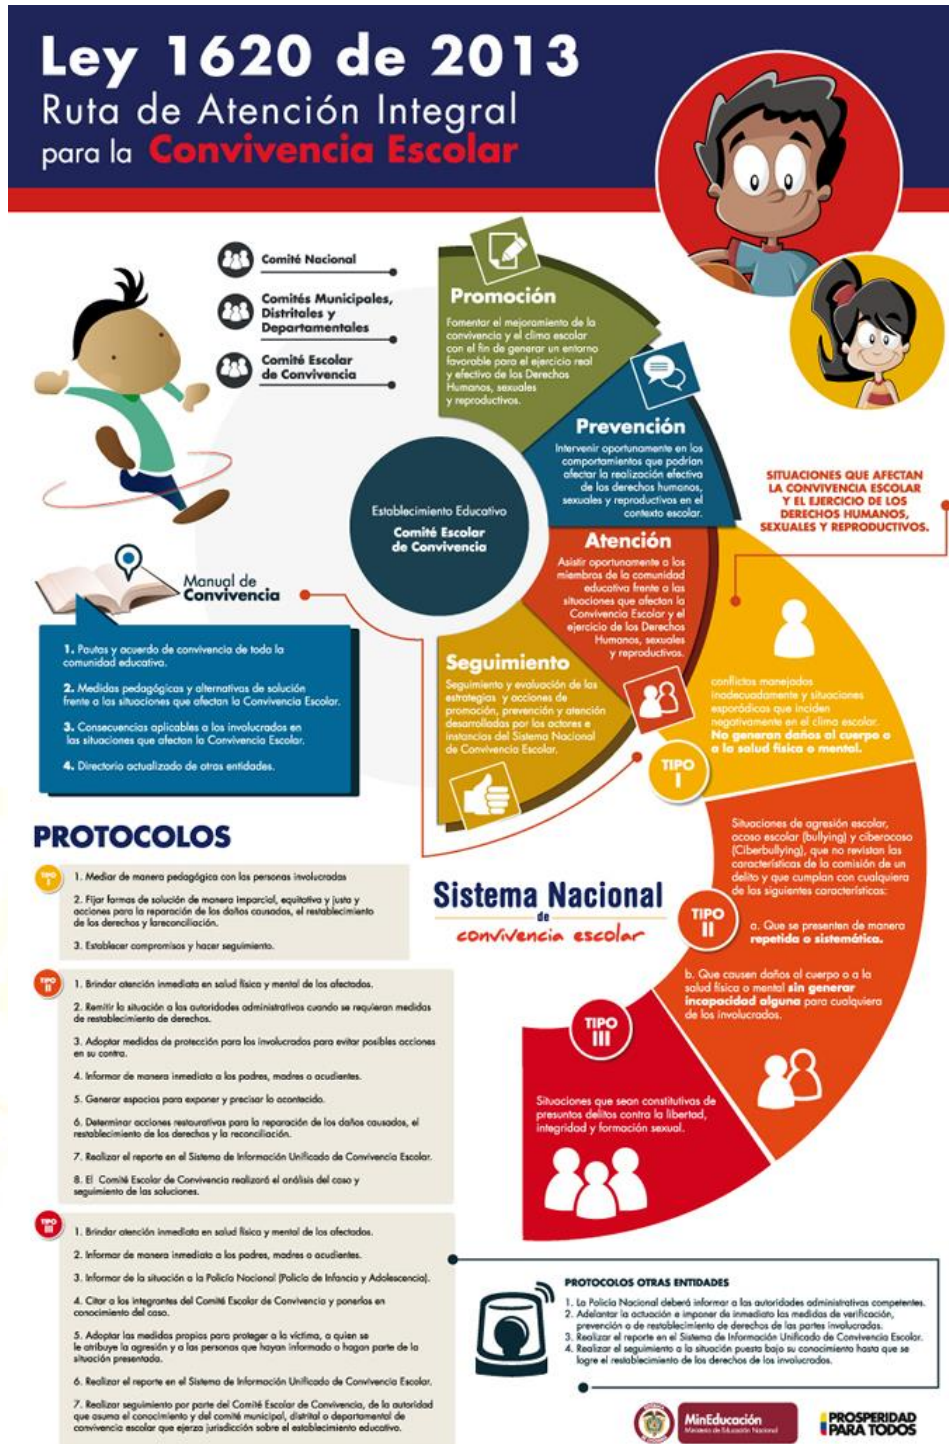 Ley 1620 de 2013
Ruta de Atención Integral
para la Convivencia Escolar
Comité Nacional
Comités Municipales,
Distritales y
Departamentales
Comité Escolar
de Convivencia
Promoción
Fomentar el mejoramiento de la
convivencia y el clima escolar
con el fin de generar un entorno
favorable para el ejercicio real
y efectivo de los Derechos
Humanos, sexuales
y reproductivos.
Prevención
Intervenir oportunamente en los
comportamientos que podrían
afectar la realización efectiva
de los derechos humanos,
sexuales y reproductivos en el
contexto escolar.
SITUACIONES QUE AFECTAN
LA CONVIVENCIA ESCOLAR
Y EL EJERCICIO DE LOS
DERECHOS HUMANOS,
SEXUALES Y REPRODUCTIVOS.
Establecimiento Educativo
Comité Escolar
de Convivencia
Atención
Asistir oportunamente a los
miembros de la comunidad
educativa frente a las
situaciones que afectan la
Convivencia Escolar y el
ejercicio de los Derechos
Humanos, sexuales
y reproductivos.
Manual de
Convivencia
1. Pautas y acuerdo de convivencia de toda la
comunidad educativa.
2. Medidas pedagógicas y alternativas de solución
frente a las situaciones que afectan la Convivencia Escolar.
3. Consecuencias aplicables a los involucrados en
las situaciones que afectan la Convivencia Escolar.
4. Directorio actualizado de otras entidades.
Seguimiento
Seguimiento y evaluación de las
estrategias y acciones de
promoción, prevención y atención
desarrolladas por los actores e
instancias del Sistema Nacional
de Convivencia Escolar.
TIPO
I
conflictos manejados
inadecuadamente y situaciones
esporádicas que inciden
negativamente en el clima escolar.
No generan daños al cuerpo o
a la salud física o mental.
TIPO
II
Situaciones de agresión escolar,
acoso escolar (bullying) y ciberacoso
(Ciberbullying), que no revistan las
características de la comisión de un
delito y que cumplan con cualquiera
de las siguientes características:
a. Que se presenten de manera
repetida o sistemática.
b. Que causen daños al cuerpo o a la
salud física o mental sin generar
incapacidad alguna para cualquiera
de los involucrados.
TIPO
III
Situaciones que sean constitutivas de
presuntos delitos contra la libertad,
integridad y formación sexual.
Sistema Nacional
de
convivencia escolar
PROTOCOLOS
TIPO
I
1. Mediar de manera pedagógica con las personas involucradas
2. Fijar formas de solución de manera imparcial, equitativa y justa y
acciones para la reparación de los daños causados, el restablecimiento
de los derechos y lareconciliación.
3. Establecer compromisos y hacer seguimiento.
TIPO
II
1. Brindar atención inmediata en salud física y mental de los afectados.
2. Remitir la situación a las autoridades administrativas cuando se requieran medidas
de restablecimiento de derechos.
3. Adoptar medidas de protección para los involucrados para evitar posibles acciones
en su contra.
4. Informar de manera inmediata a los padres, madres o acudientes.
5. Generar espacios para exponer y precisar lo acontecido.
6. Determinar acciones restaurativas para la reparación de los daños causados, el
restablecimiento de los derechos y la reconciliación.
7. Realizar el reporte en el Sistema de Información Unificado de Convivencia Escolar.
8. El Comité Escolar de Convivencia realizará el análisis del caso y
seguimiento de las soluciones.
TIPO
III
1. Brindar atención inmediata en salud física y mental de los afectados.
2. Informar de manera inmediata a los padres, madres o acudientes.
3. Informar de la situación a la Policía Nacional (Policía de Infancia y Adolescencia).
4. Citar a los integrantes del Comité Escolar de Convivencia y ponerlos en
conocimiento del caso.
5. Adoptar las medidas propias para proteger a la víctima, a quien se
le atribuye la agresión y a las personas que hayan informado o hagan parte de la
situación presentada.
6. Realizar el reporte en el Sistema de Información Unificado de Convivencia Escolar.
7. Realizar seguimiento por parte del Comité Escolar de Convivencia, de la autoridad
que asuma el conocimiento y del comité municipal, distrital o departamental de
convivencia escolar que ejerza jurisdicción sobre el establecimiento educativo.
PROTOCOLOS OTRAS ENTIDADES
1. La Policía Nacional deberá informar a las autoridades administrativas competentes.
2. Adelantar la actuación e imponer de inmediato las medidas de verificación,
prevención o de restablecimiento de derechos de las partes involucradas.
3. Realizar el reporte en el Sistema de Información Unificado de Convivencia Escolar.
4. Realizar el seguimiento a la situación puesta bajo su conocimiento hasta que se
logre el restablecimiento de los derechos de los involucrados.
MinEducación
Ministerio de Educación Nacional
PROSPERIDAD
PARA TODOS